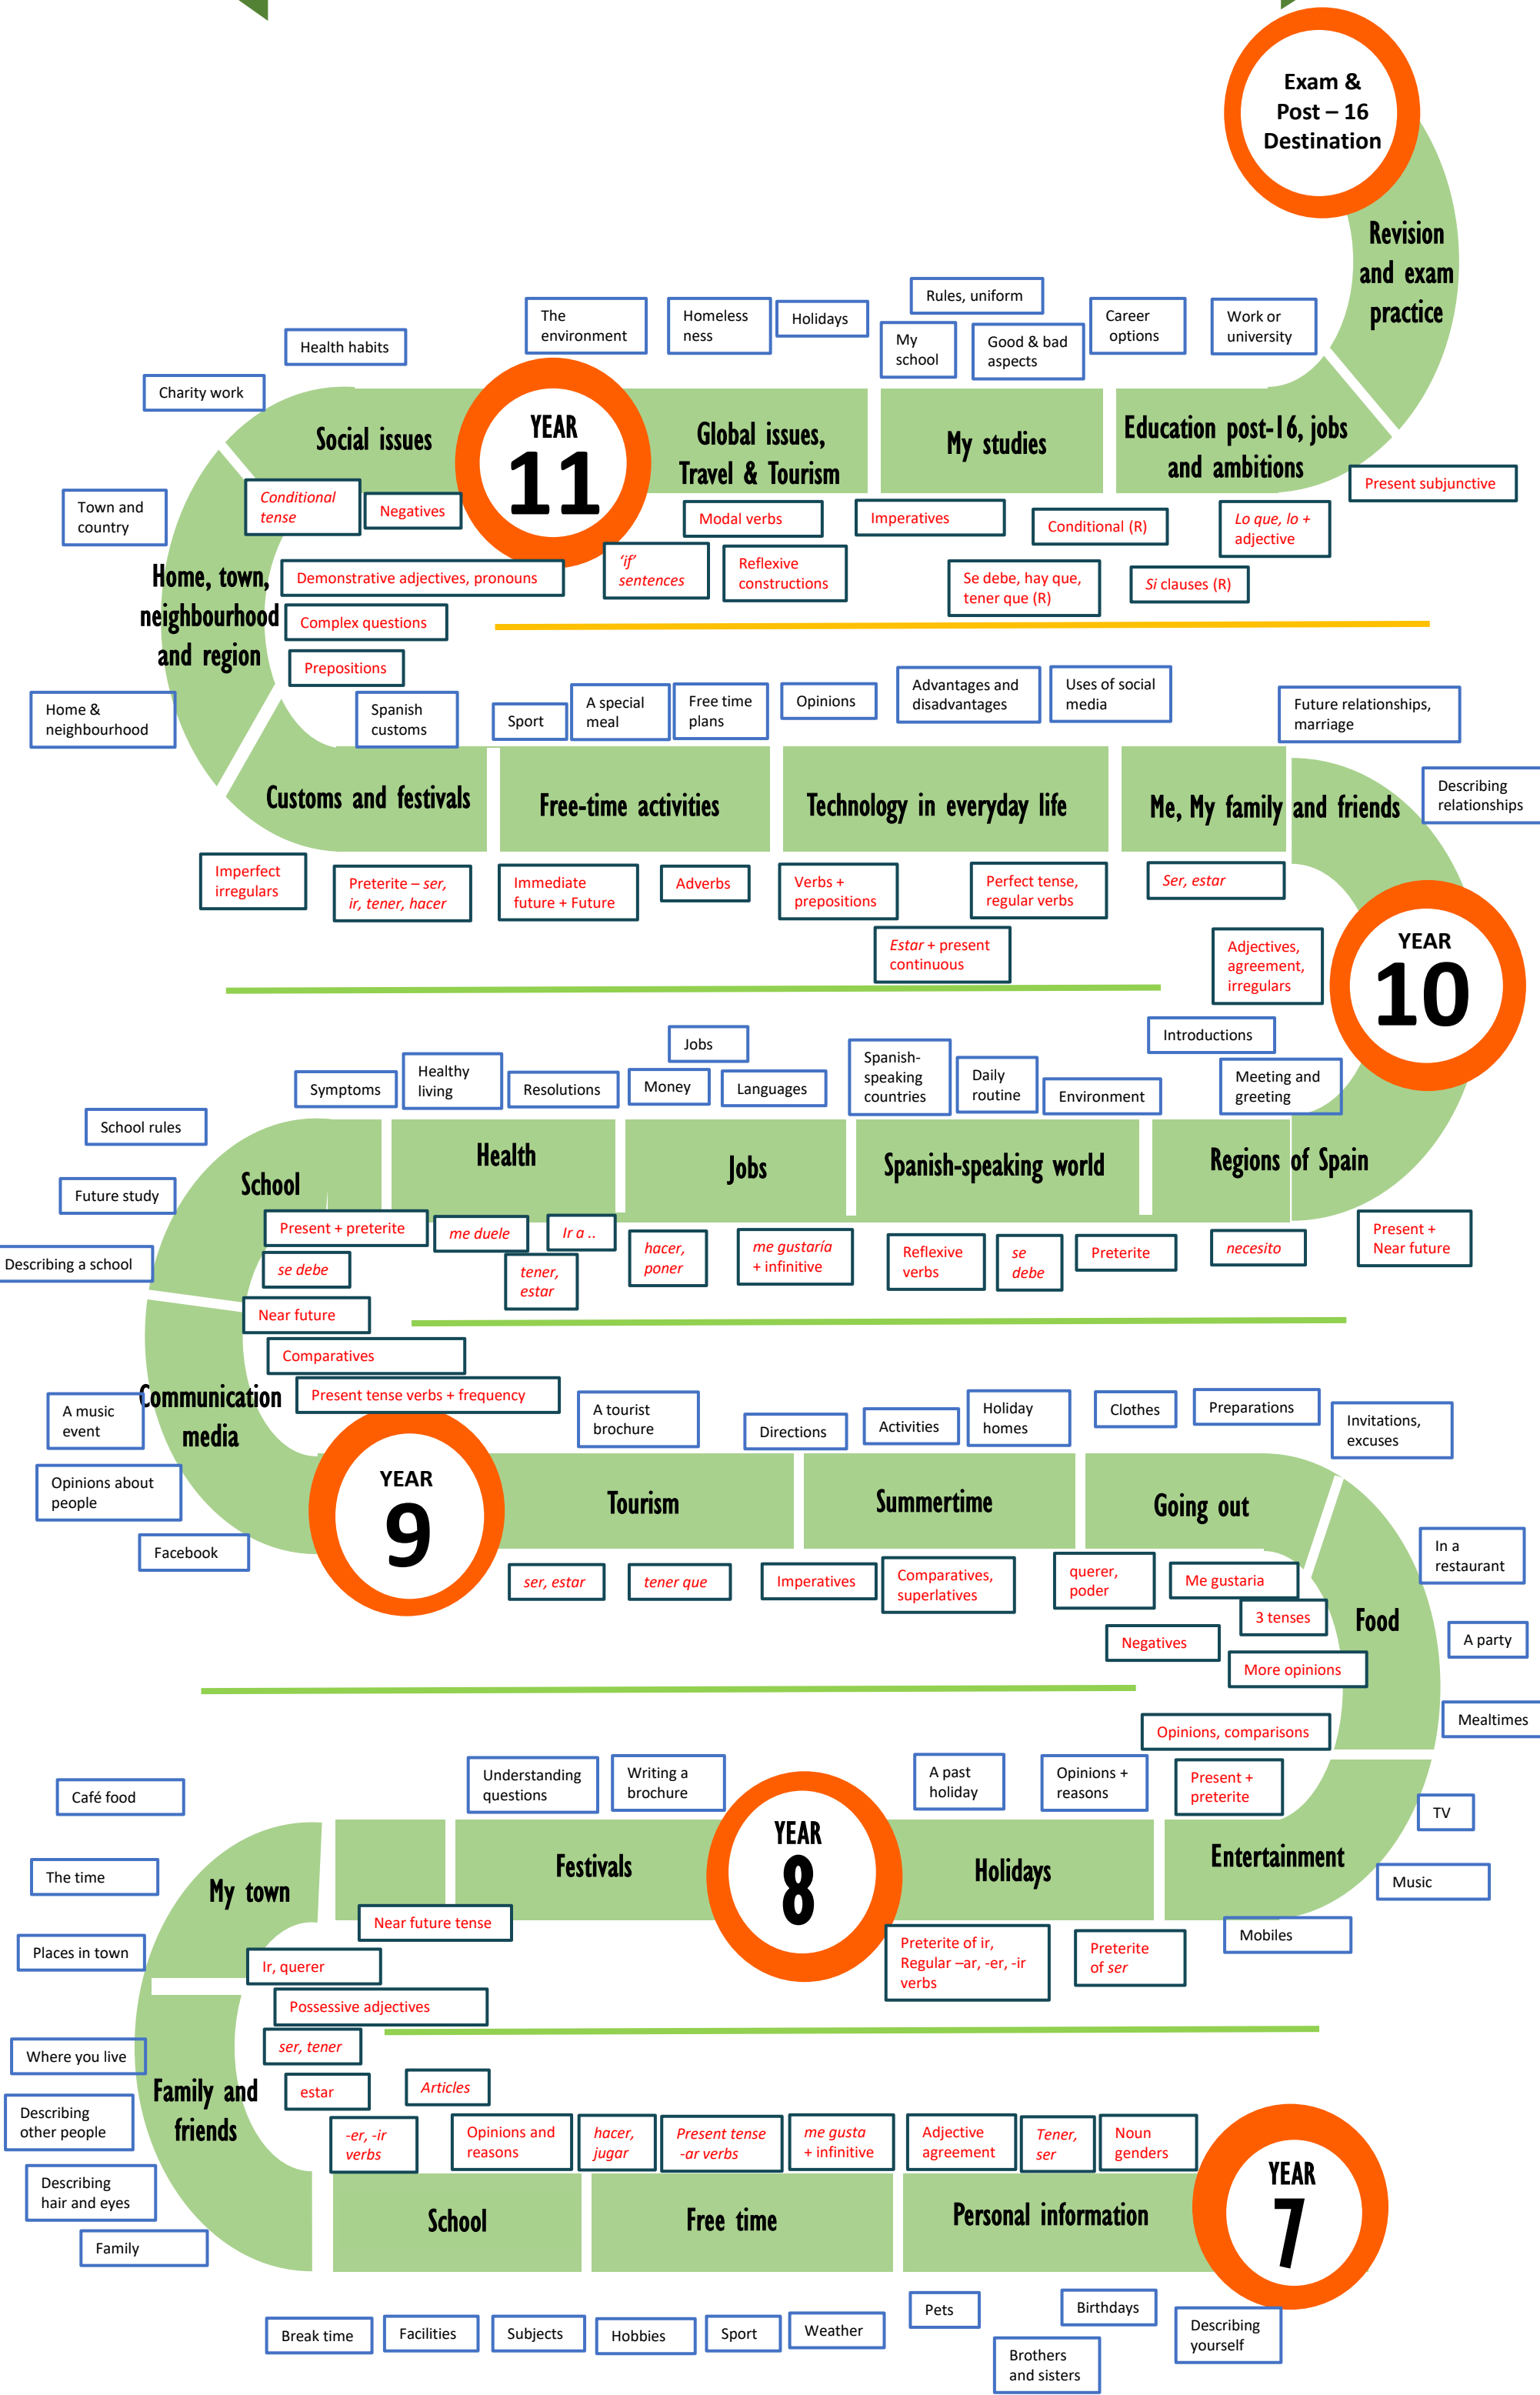 Exam &
Post – 16
Destination
Revision
and exam
practice
Rules, uniform
The
environment
Homeless
ness
Holidays
My
school
Good & bad
aspects
Career
options
Work or
university
Health habits
Charity work
Social issues
YEAR
11
Global issues,
Travel & Tourism
My studies
Education post-16, jobs
and ambitions
Present subjunctive
Conditional
tense
Negatives
Modal verbs
Imperatives
Conditional (R)
Lo que, lo +
adjective
Town and
country
Home, town,
neighbourhood
and region
Demonstrative adjectives, pronouns
'if'
sentences
Reflexive
constructions
Se debe, hay que,
tener que (R)
Si clauses (R)
Complex questions
Prepositions
Home &
neighbourhood
Spanish
customs
Sport
A special
meal
Free time
plans
Opinions
Advantages and
disadvantages
Uses of social
media
Future relationships,
marriage
Describing
relationships
Customs and festivals
Free-time activities
Technology in everyday life
Me, My family and friends
Imperfect
irregulars
Preterite – ser,
ir, tener, hacer
Immediate
future + Future
Adverbs
Verbs +
prepositions
Perfect tense,
regular verbs
Ser, estar
Estar + present
continuous
Adjectives,
agreement,
irregulars
YEAR
10
Introductions
Meeting and
greeting
Jobs
Symptoms
Healthy
living
Resolutions
Money
Languages
Spanish-
speaking
countries
Daily
routine
Environment
School rules
Future study
Describing a school
School
Health
Jobs
Spanish-speaking world
Regions of Spain
Present + preterite
me duele
Ir a ..
se debe
tener,
estar
hacer,
poner
me gustaría
+ infinitive
Reflexive
verbs
se
debe
Preterite
necesito
Present +
Near future
Near future
Comparatives
Present tense verbs + frequency
Communication
media
A music
event
Opinions about
people
Facebook
YEAR
9
A tourist
brochure
Directions
Activities
Holiday
homes
Clothes
Preparations
Invitations,
excuses
Tourism
Summertime
Going out
ser, estar
tener que
Imperatives
Comparatives,
superlatives
querer,
poder
Me gustaria
3 tenses
Negatives
More opinions
Food
In a
restaurant
A party
Mealtimes
Opinions, comparisons
Present +
preterite
Café food
Understanding
questions
Writing a
brochure
A past
holiday
Opinions +
reasons
TV
The time
My town
Festivals
YEAR
8
Holidays
Entertainment
Music
Mobiles
Near future tense
Places in town
Ir, querer
Preterite of ir,
Regular –ar, -er, -ir
verbs
Preterite
of ser
Possessive adjectives
ser, tener
Where you live
estar
Articles
Describing
other people
Family and
friends
-er, -ir
verbs
Opinions and
reasons
hacer,
jugar
Present tense
-ar verbs
me gusta
+ infinitive
Adjective
agreement
Tener,
ser
Noun
genders
Describing
hair and eyes
Family
School
Free time
Personal information
YEAR
7
Break time
Facilities
Subjects
Hobbies
Sport
Weather
Pets
Brothers
and sisters
Birthdays
Describing
yourself